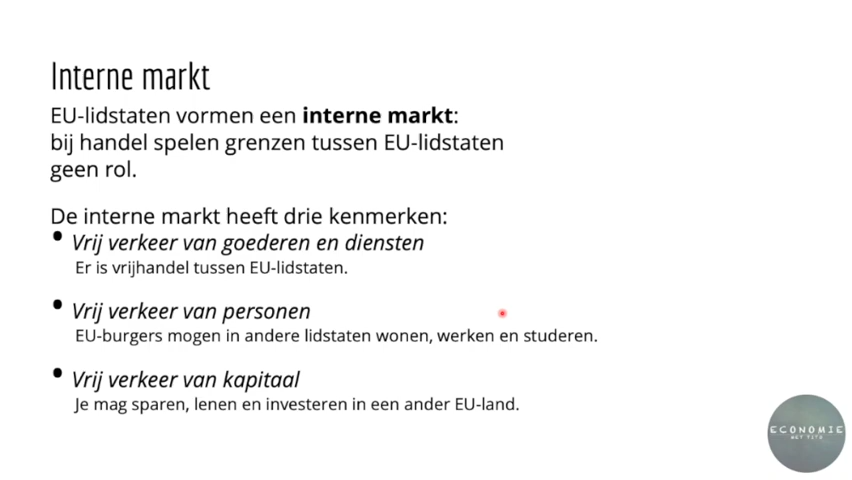 Interne markt
EU-lidstaten vormen een interne markt:
bij handel spelen grenzen tussen EU-lidstaten
geen rol.
De interne markt heeft drie kenmerken:
• Vrij verkeer van goederen en diensten
Er is vrijhandel tussen EU-lidstaten.
• Vrij verkeer van personen
EU-burgers mogen in andere lidstaten wonen, werken en studeren.
• Vrij verkeer van kapitaal
Je mag sparen, lenen en investeren in een ander EU-land.
ECONOMIE